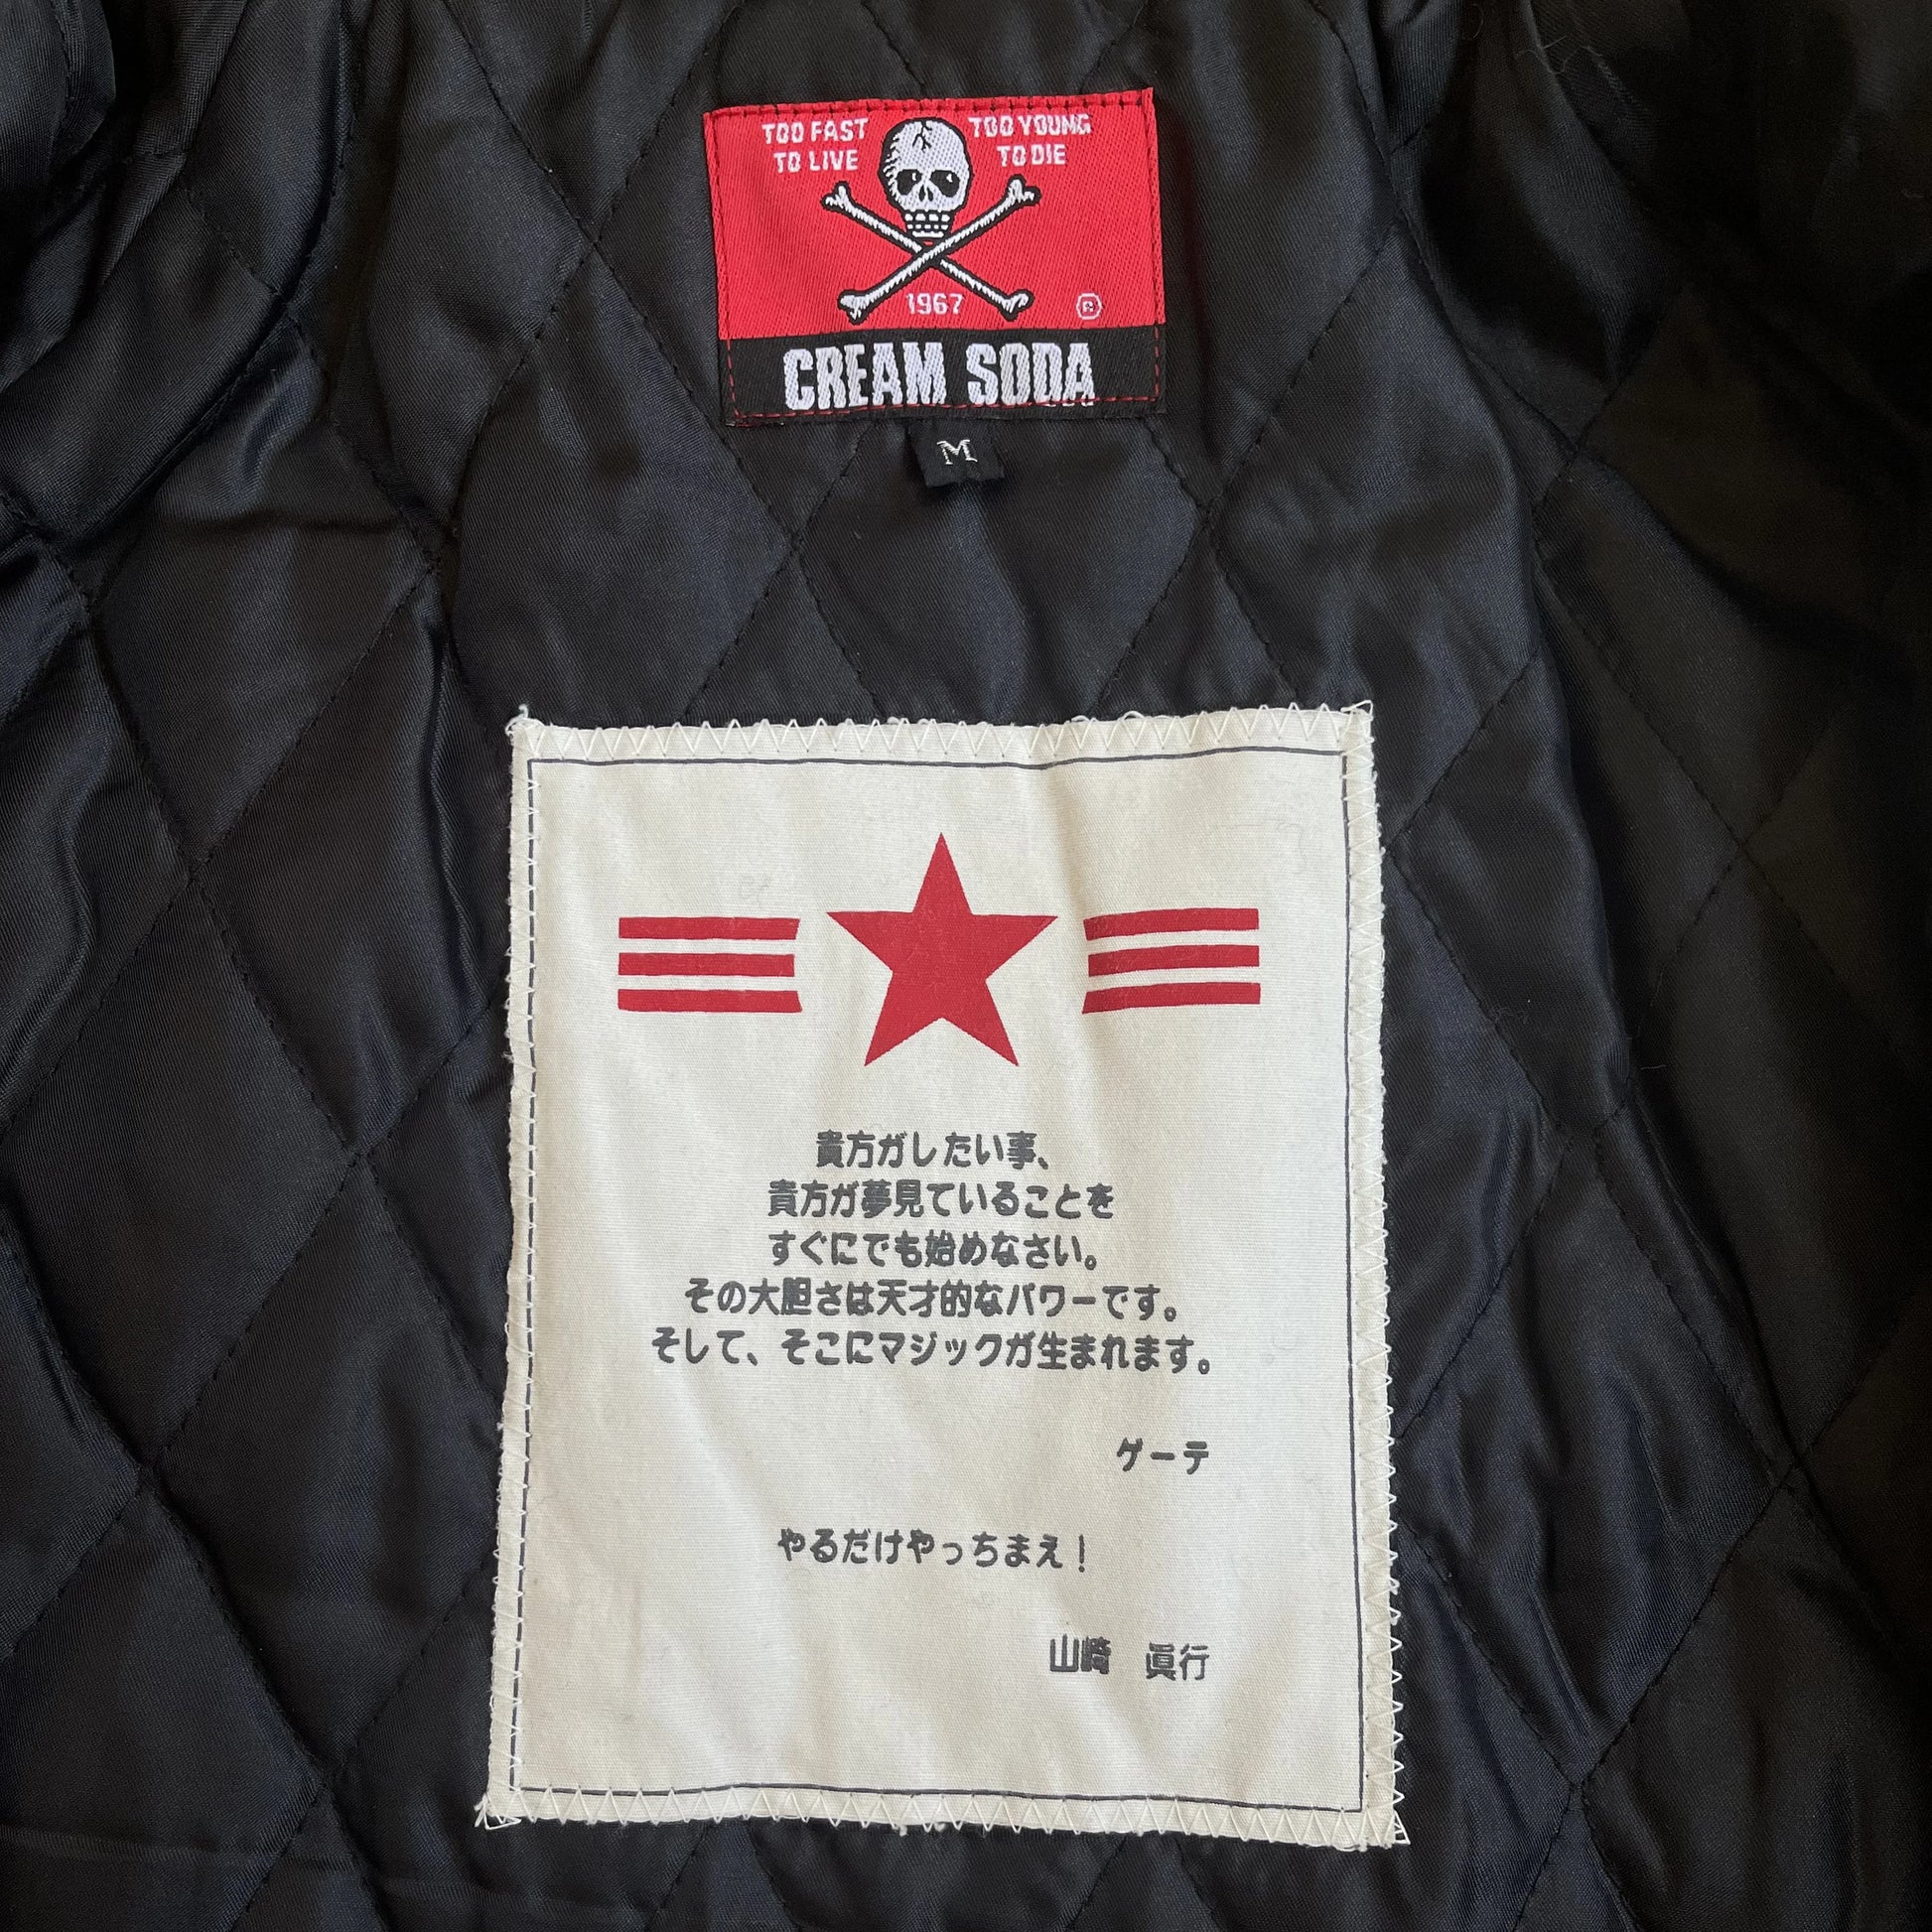 TOO FAST TOO YOUNG
TO LIVE TO DIE
1967
®
CREAM SODA
M
貴方がしたい事、
貴方が夢見ていることを
すぐにでも始めなさい。
その大胆さは天才的なパワーです。
そして、そこにマジックが生まれます。
ゲーテ
やるだけやっちまえ！
山崎 眞行